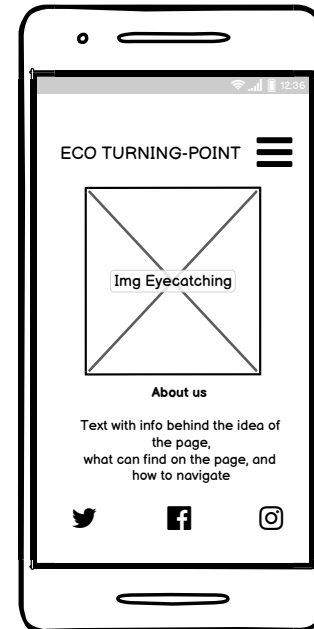 12:36
ECO TURNING-POINT
Img Eyecatching
About us
Text with info behind the idea of
the page,
what can find on the page, and
how to navigate